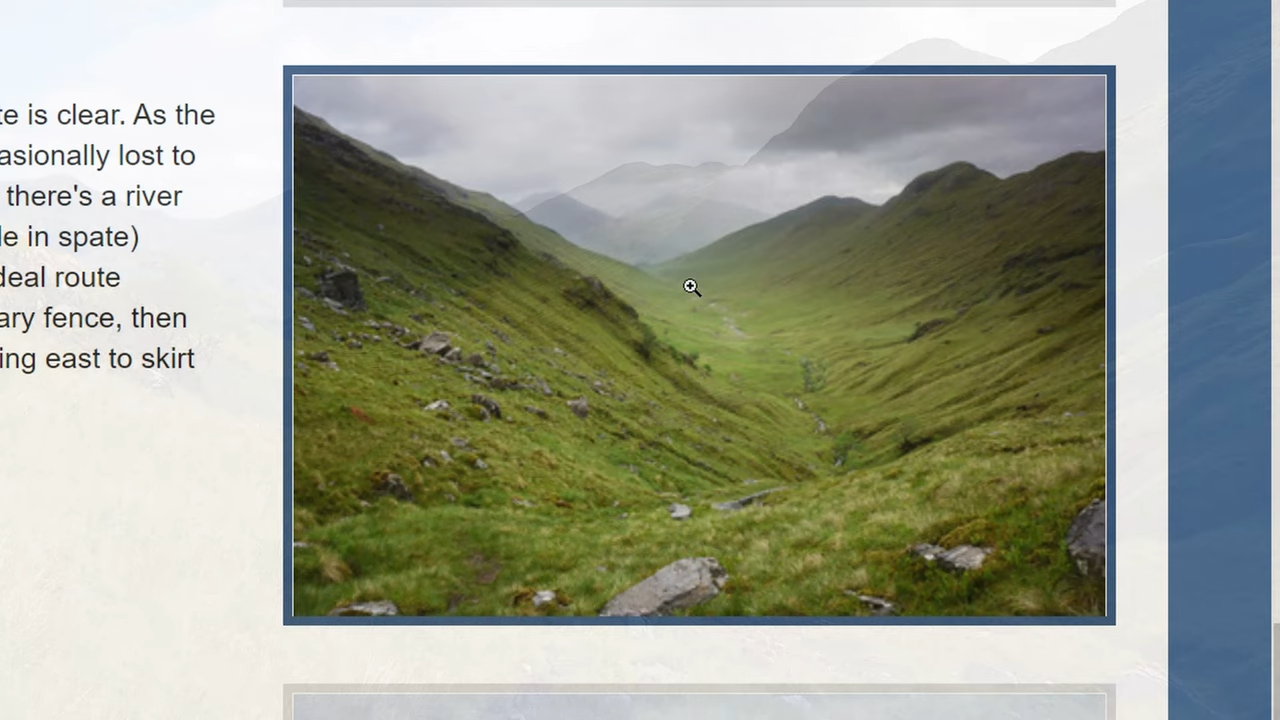 te is clear. As the
asionally lost to
there's a river
le in spate)
deal route
ary fence, then
ing east to skirt